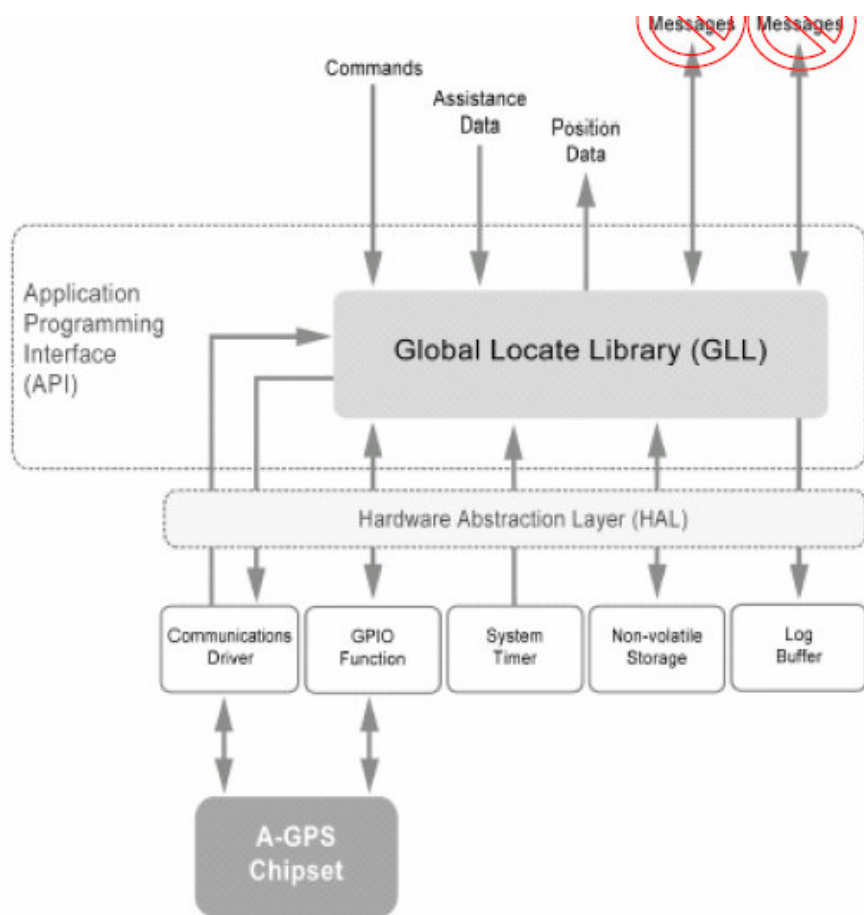 Messages
Messages
Commands
Assistance
Data
Position
Data
Application
Programming
Interface
(API)
Global Locate Library (GLL)
Hardware Abstraction Layer (HAL)
Communications
Driver
GPIO
Function
System
Timer
Non-volatile
Storage
Log
Buffer
A-GPS
Chipset